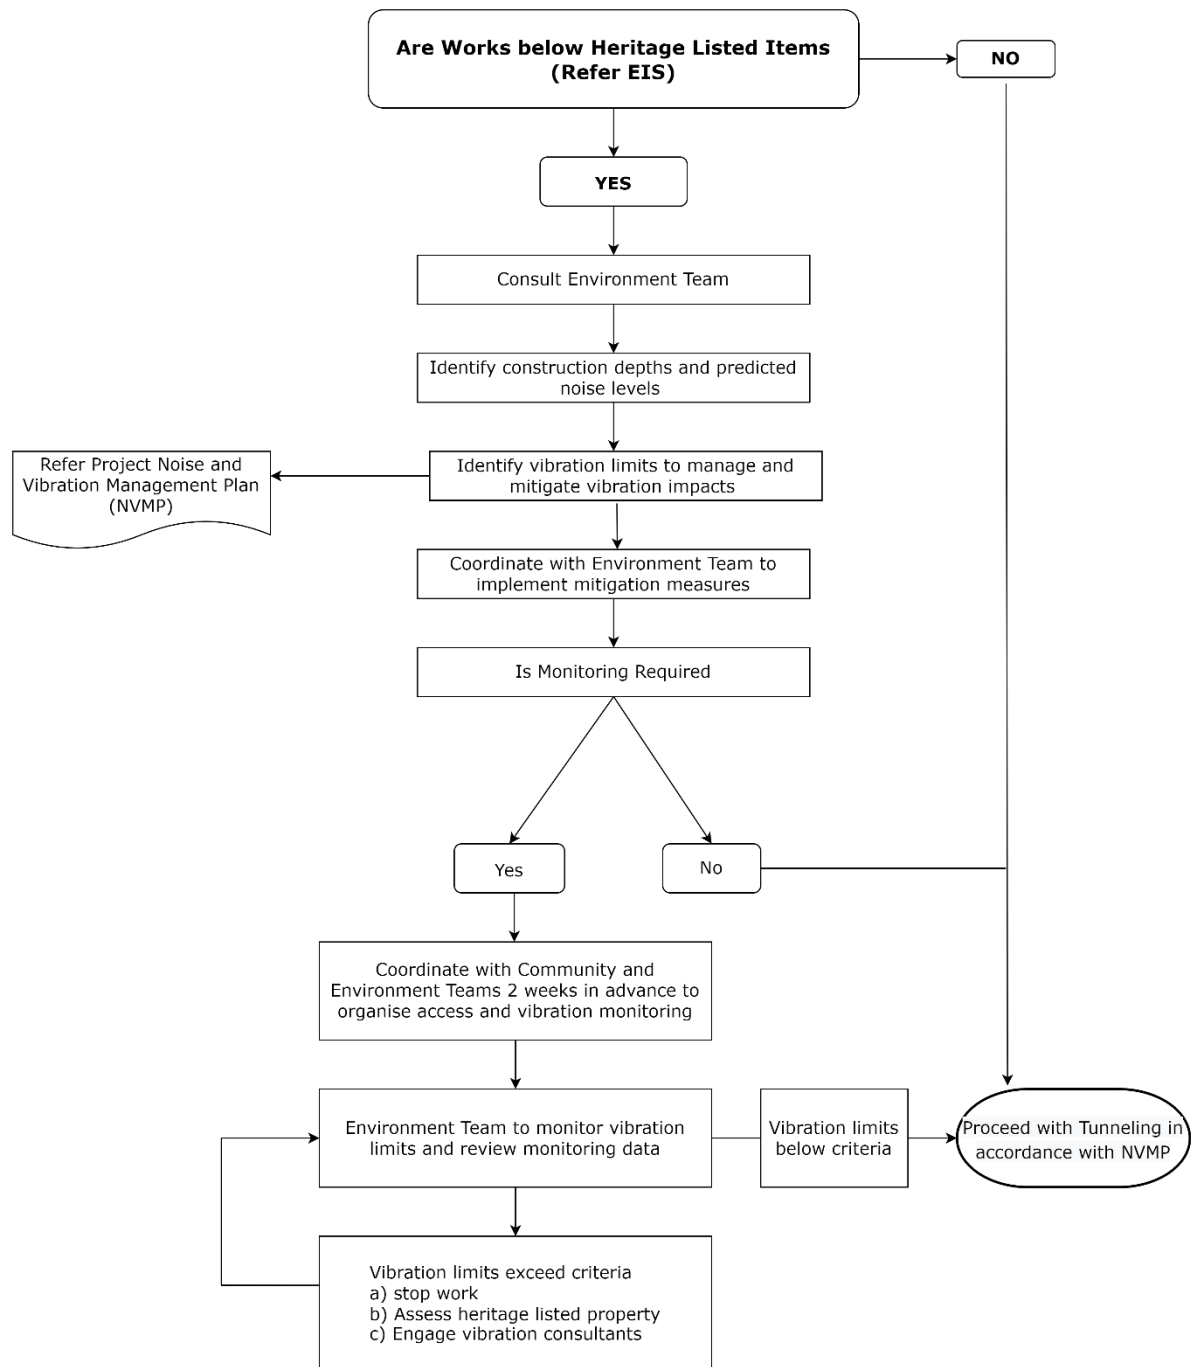 Are Works below Heritage Listed Items
(Refer EIS)
NO
YES
Consult Environment Team
Identify construction depths and predicted
noise levels
Refer Project Noise and
Vibration Management Plan
(NVMP)
Identify vibration limits to manage and
mitigate vibration impacts
Coordinate with Environment Team to
implement mitigation measures
Is Monitoring Required
Yes
No
Coordinate with Community and
Environment Teams 2 weeks in advance to
organise access and vibration monitoring
Environment Team to monitor vibration
limits and review monitoring data
Vibration limits
below criteria
Proceed with Tunneling in
accordance with NVMP
Vibration limits exceed criteria
a) stop work
b) Assess heritage listed property
c) Engage vibration consultants